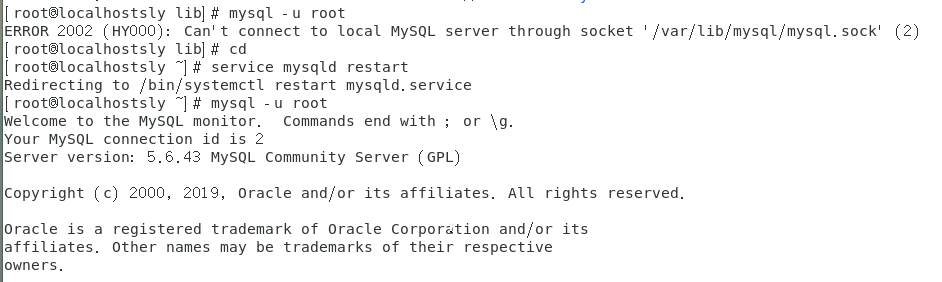 [root@localhostsly lib]# mysql -u root
ERROR 2002 (HY000): Can't connect to local MySQL server through socket '/var/lib/mysql/mysql.sock' (2)
[root@localhostsly lib]# cd
[root@localhostsly ~]# service mysqld restart
Redirecting to /bin/systemctl restart mysqld.service
[root@localhostsly ~]# mysql -u root
Welcome to the MySQL monitor.  Commands end with ; or \g.
Your MySQL connection id is 2
Server version: 5.6.43 MySQL Community Server (GPL)
Copyright (c) 2000, 2019, Oracle and/or its affiliates. All rights reserved.
Oracle is a registered trademark of Oracle Corporation and/or its
affiliates. Other names may be trademarks of their respective
owners.